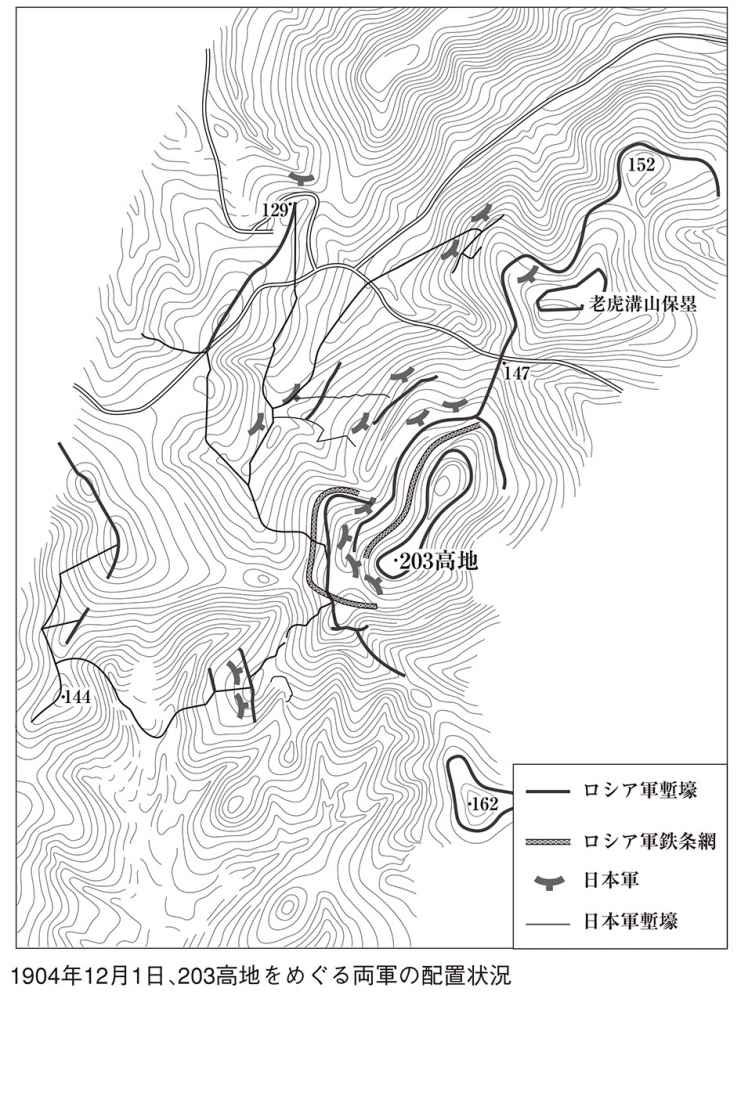 152
129
老虎溝山保塁
147
203高地
144
162
ロシア軍塹壕
ロシア軍鉄条網
日本軍
日本軍塹壕
1904年12月1日、203高地をめぐる両軍の配置状況